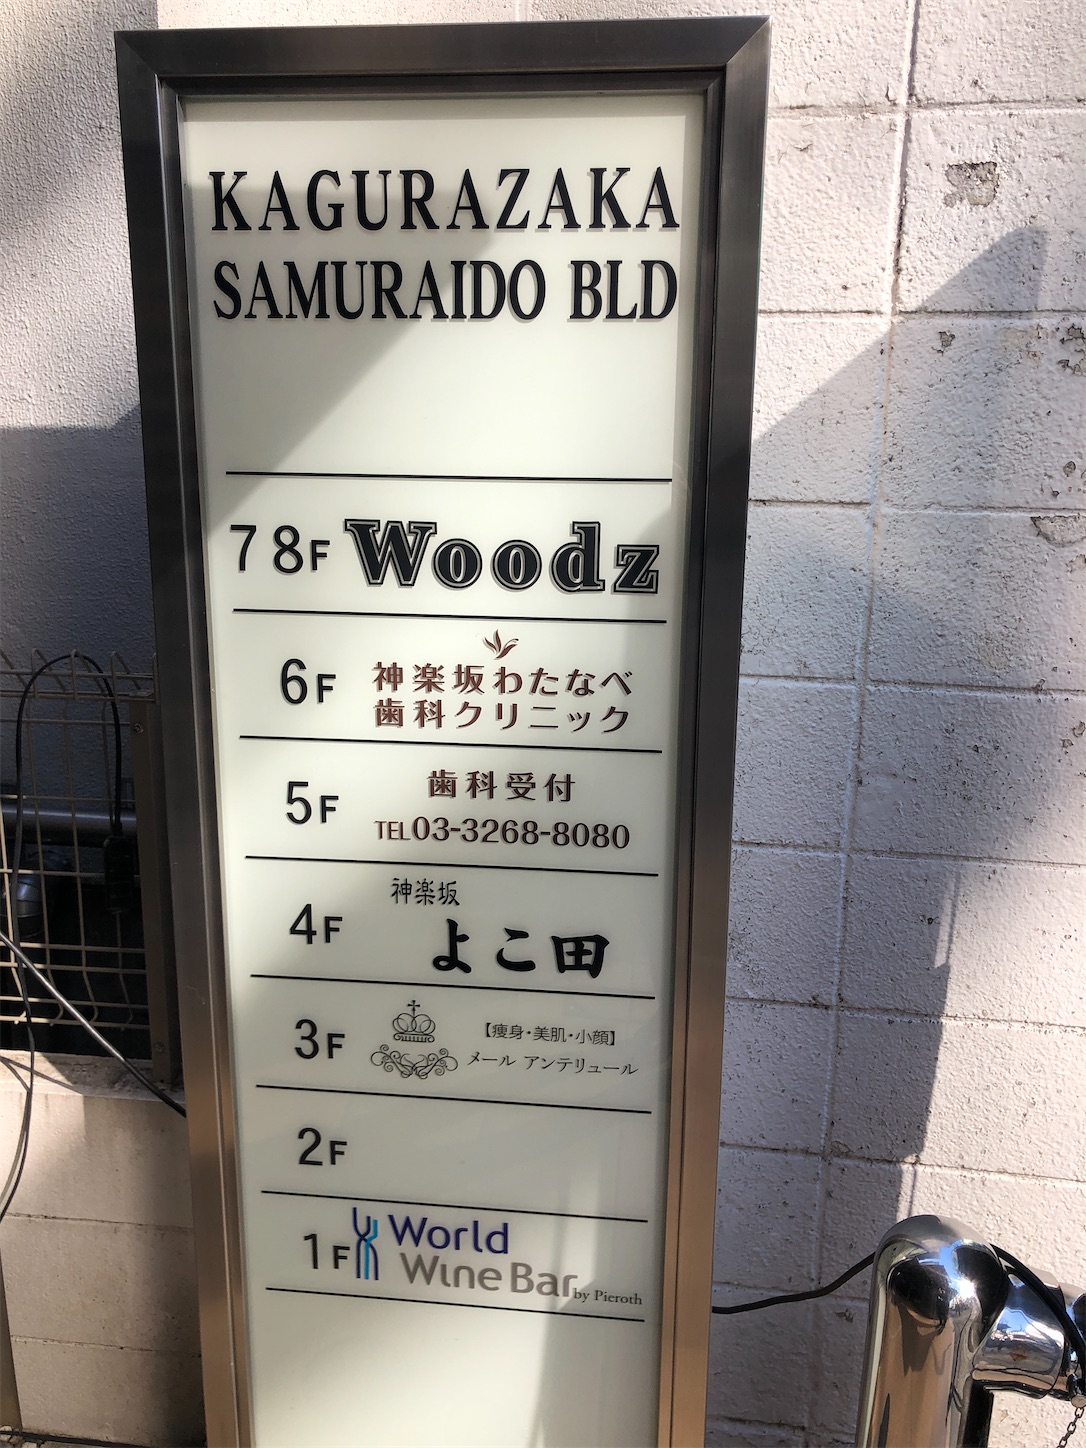 KAGURAZAKA
SAMURAIDO BLD
7 8F Woodz
6F 神楽坂わたなべ
歯科クリニック
5F 歯科受付
TEL03-3268-8080
4F 神楽坂
よこ田
3F 【痩身・美肌・小顔】
メール アンテリュール
2F
1F World
Wine Bar by Pieroth